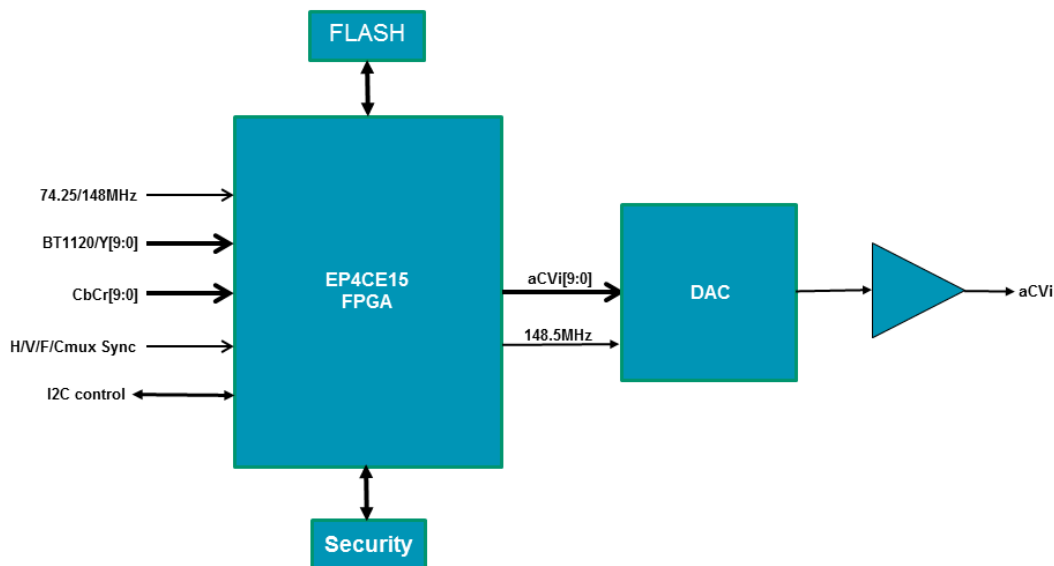 FLASH
74.25/148MHz
BT1120/Y[9:0]
CbCr[9:0]
H/V/F/Cmux Sync
I2C control
EP4CE15
FPGA
aCVi[9:0]
148.5MHz
DAC
aCVi
Security